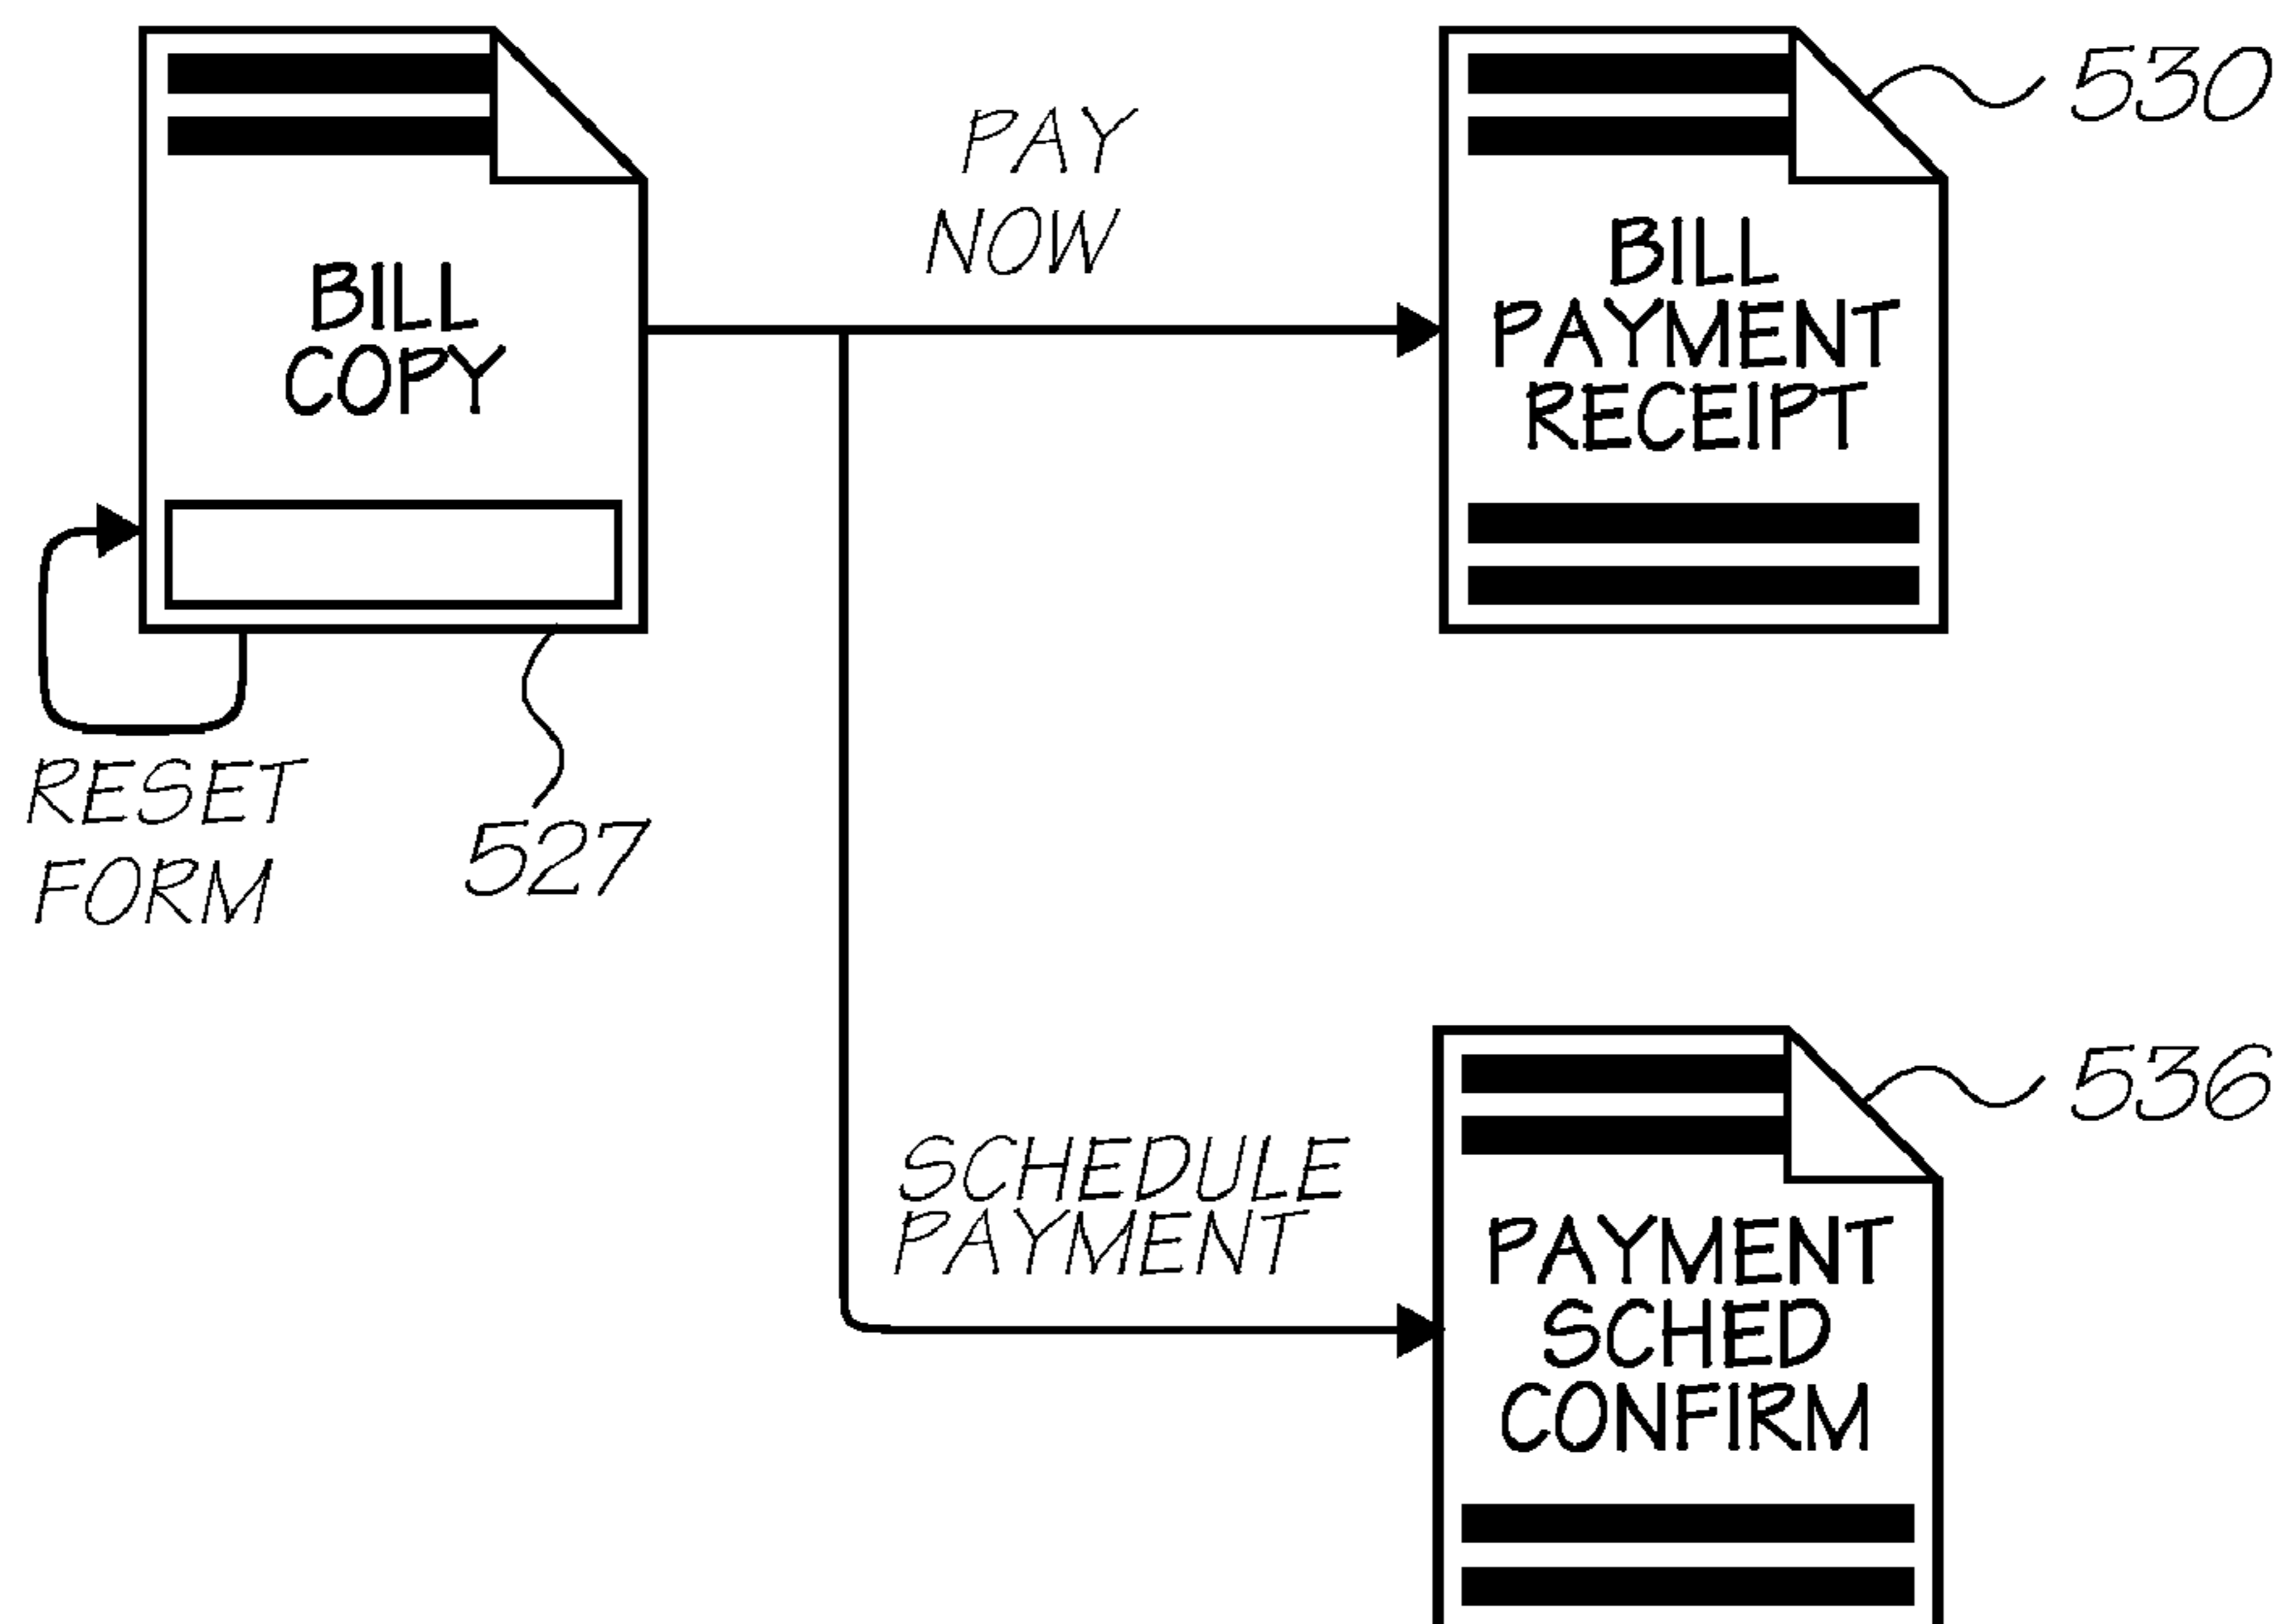 BILL
COPY
PAY
NOW
BILL
PAYMENT
RECEIPT
530
RESET
FORM
527
SCHEDULE
PAYMENT
PAYMENT
SCHED
CONFIRM
536